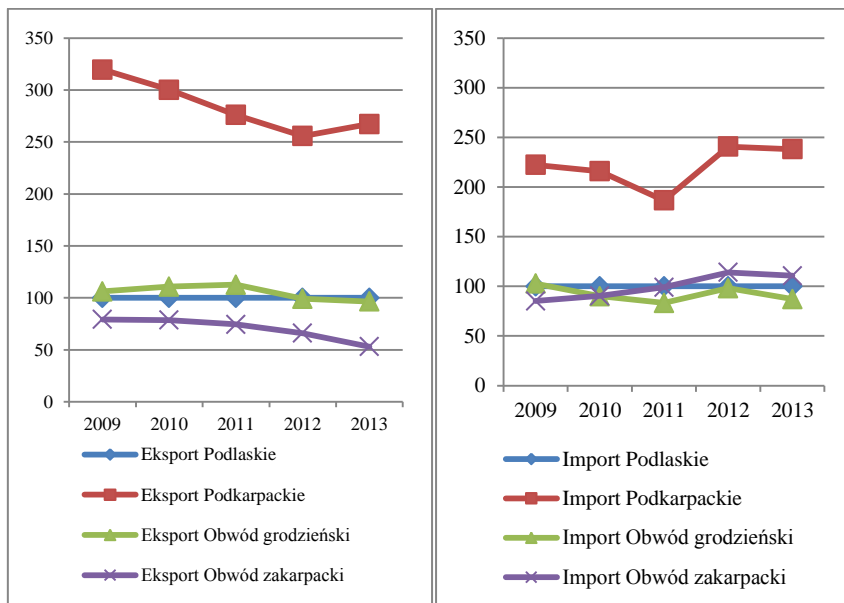 350
300
250
200
150
100
50
0
2009 2010 2011 2012 2013
Eksport Podlaskie
Eksport Podkarpackie
Eksport Obwód grodzieński
Eksport Obwód zakarpacki
350
300
250
200
150
100
50
0
2009 2010 2011 2012 2013
Import Podlaskie
Import Podkarpackie
Import Obwód grodzieński
Import Obwód zakarpacki